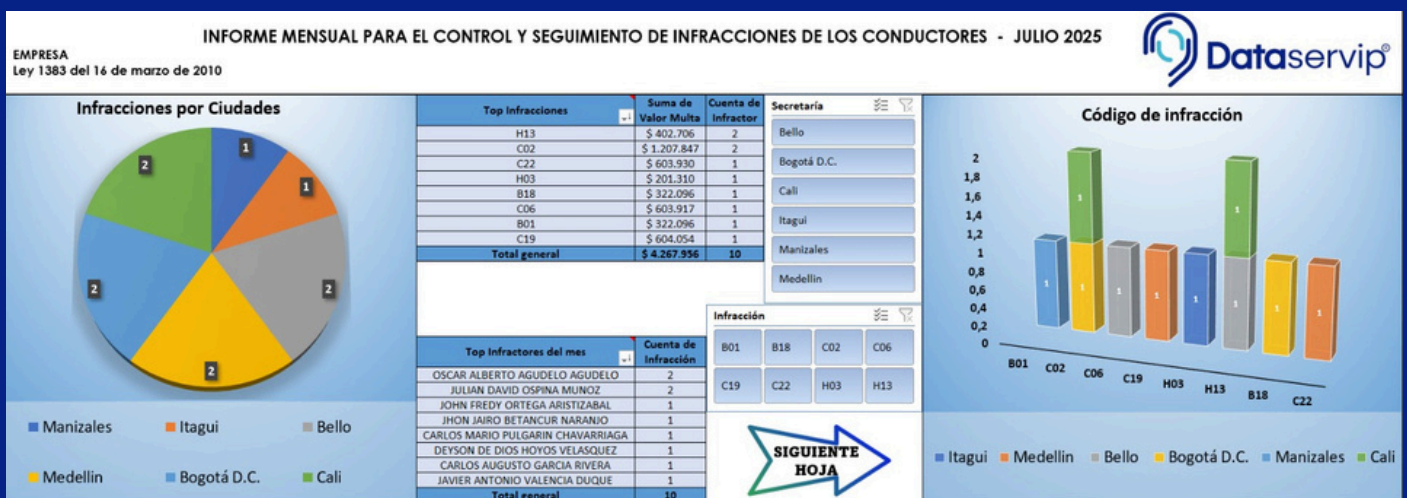 INFORME MENSUAL PARA EL CONTROL Y SEGUIMIENTO DE INFRACCIONES DE LOS CONDUCTORES - JULIO 2025
EMPRESA
Ley 1383 del 16 de marzo de 2010
Dataservip®
Infracciones por Ciudades
1
1
2
2
2
2
Manizales Itagui Bello
Medellin Bogotá D.C. Cali
Top Infracciones Suma de Valor Multa Cuenta de Infractor
H13 $ 402.706 2
C02 $ 1.207.847 2
C22 $ 603.930 1
H03 $ 201.310 1
B18 $ 322.096 1
C06 $ 603.917 1
B01 $ 322.096 1
C19 $ 604.054 1
Total general $ 4.267.956 10
Top Infractores del mes Cuenta de Infracción
OSCAR ALBERTO AGUDELO AGUDELO 2
JULIAN DAVID OSPINA MUNOZ 2
JOHN FREDY ORTEGA ARISTIZABAL 1
JHON JAIRO BETANCUR NARANJO 1
CARLOS MARIO PULGARIN CHAVARRIAGA 1
DEYSON DE DIOS HOYOS VELASQUEZ 1
CARLOS AUGUSTO GARCIA RIVERA 1
JAVIER ANTONIO VALENCIA DUQUE 1
Total general 10
Secretaría
Bello
Bogotá D.C.
Cali
Itagui
Manizales
Medellin
Infracción
B01 B18 C02 C06
C19 C22 H03 H13
SIGUIENTE
HOJA
Código de infracción
2
1,8
1,6
1,4
1,2
1
0,8
0,6
0,4
0,2
0
1 1 1 1 1 1 1 1 1 1
B01 C02 C06 C19 H03 H13 B18 C22
Itagui Medellin Bello Bogotá D.C. Manizales Cali